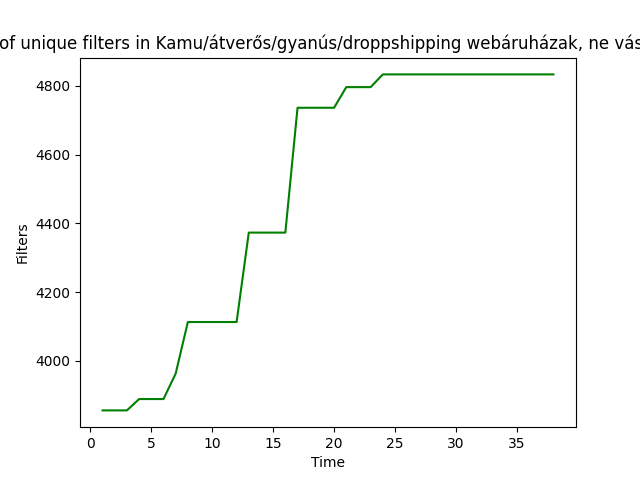 of unique filters in Kamu/átverős/gyanús/droppshipping webáruházak, ne vás
4800
4600
4400
4200
4000
Filters
0 5 10 15 20 25 30 35
Time